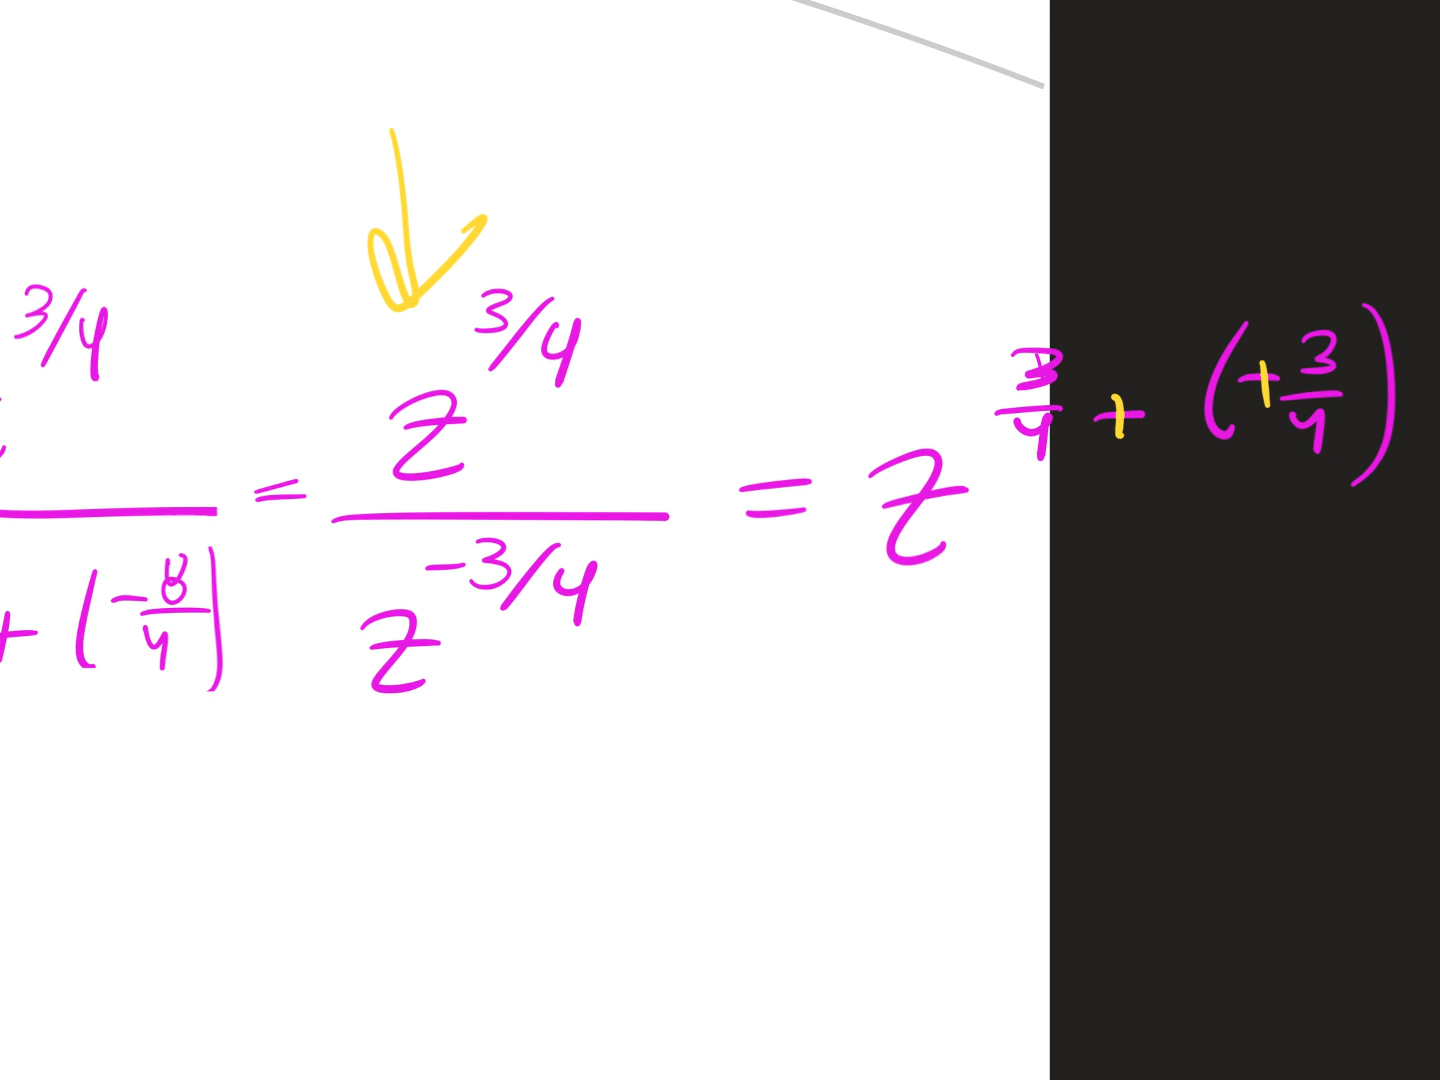 3/4
+ (-8/4) = z^3/4 / z^-3/4 = z^3/4 + (+3/4)